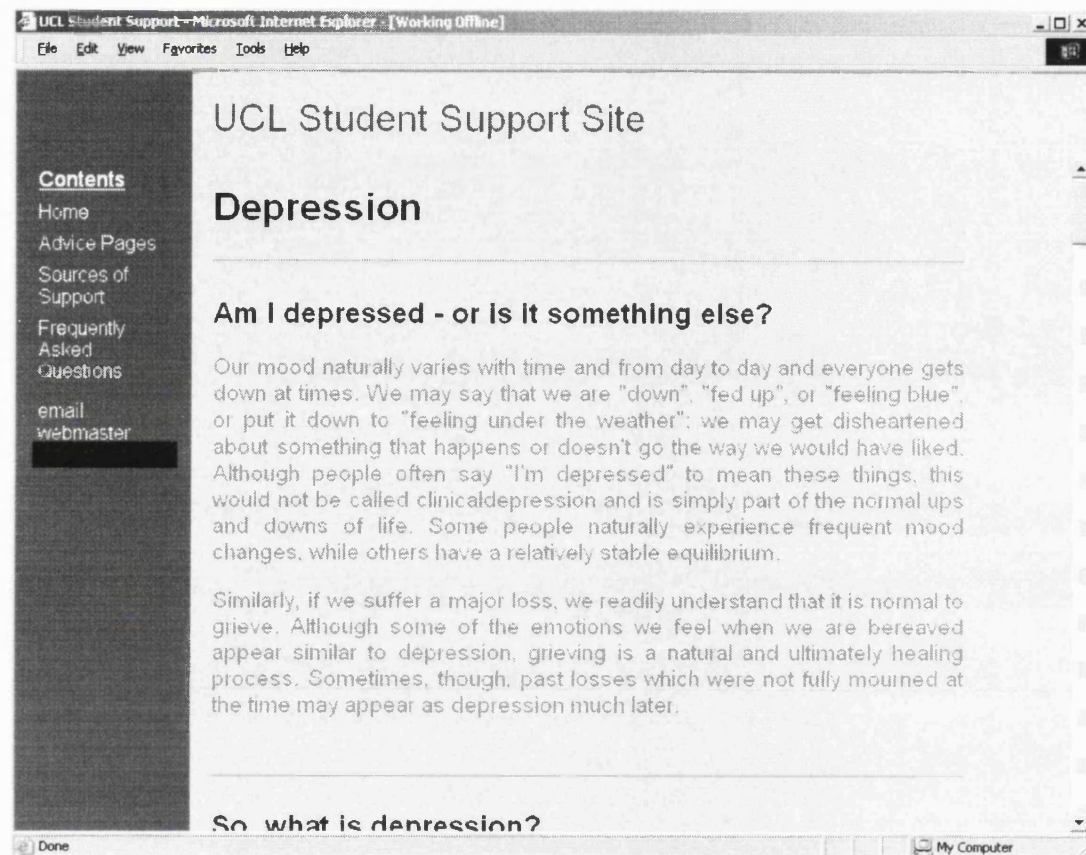 UCL Student Support - Microsoft Internet Explorer - [Working Offline]
File Edit View Favorites Tools Help
UCL Student Support Site
Contents
Home
Advice Pages
Sources of
Support
Frequently
Asked
Questions
email
webmaster
Depression
Am I depressed - or is it something else?
Our mood naturally varies with time and from day to day and everyone gets
down at times. We may say that we are "down", "fed up", or "feeling blue",
or put it down to "feeling under the weather"; we may get disheartened
about something that happens or doesn't go the way we would have liked.
Although people often say "I'm depressed" to mean these things, this
would not be called clinicaldepression and is simply part of the normal ups
and downs of life. Some people naturally experience frequent mood
changes, while others have a relatively stable equilibrium.
Similarly, if we suffer a major loss, we readily understand that it is normal to
grieve. Although some of the emotions we feel when we are bereaved
appear similar to depression, grieving is a natural and ultimately healing
process. Sometimes, though, past losses which were not fully mourned at
the time may appear as depression much later.
So, what is depression?
Done
My Computer